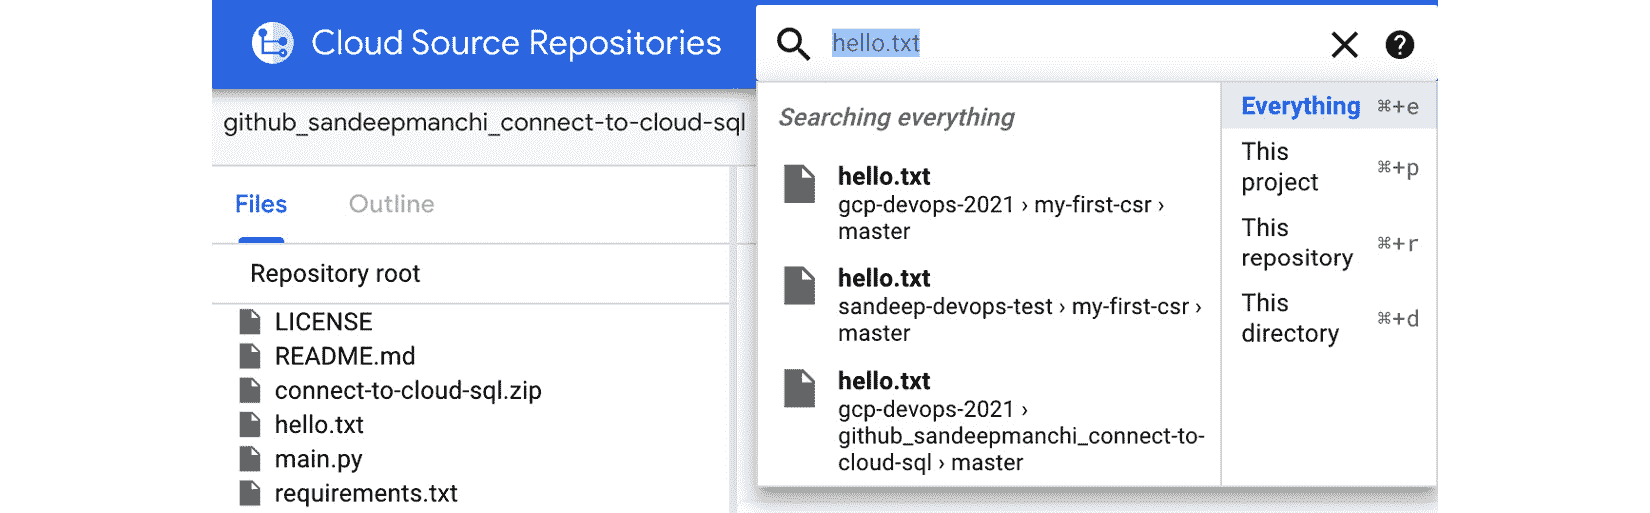 Cloud Source Repositories
hello.txt
github_sandeepmanchi_connect-to-cloud-sql
Files
Outline
Repository root
LICENSE
README.md
connect-to-cloud-sql.zip
hello.txt
main.py
requirements.txt
Searching everything
hello.txt
gcp-devops-2021 › my-first-csr ›
master
hello.txt
sandeep-devops-test › my-first-csr ›
master
hello.txt
gcp-devops-2021 ›
github_sandeepmanchi_connect-to-
cloud-sql › master
Everything ⌘+e
This
project ⌘+p
This
repository ⌘+r
This
directory ⌘+d